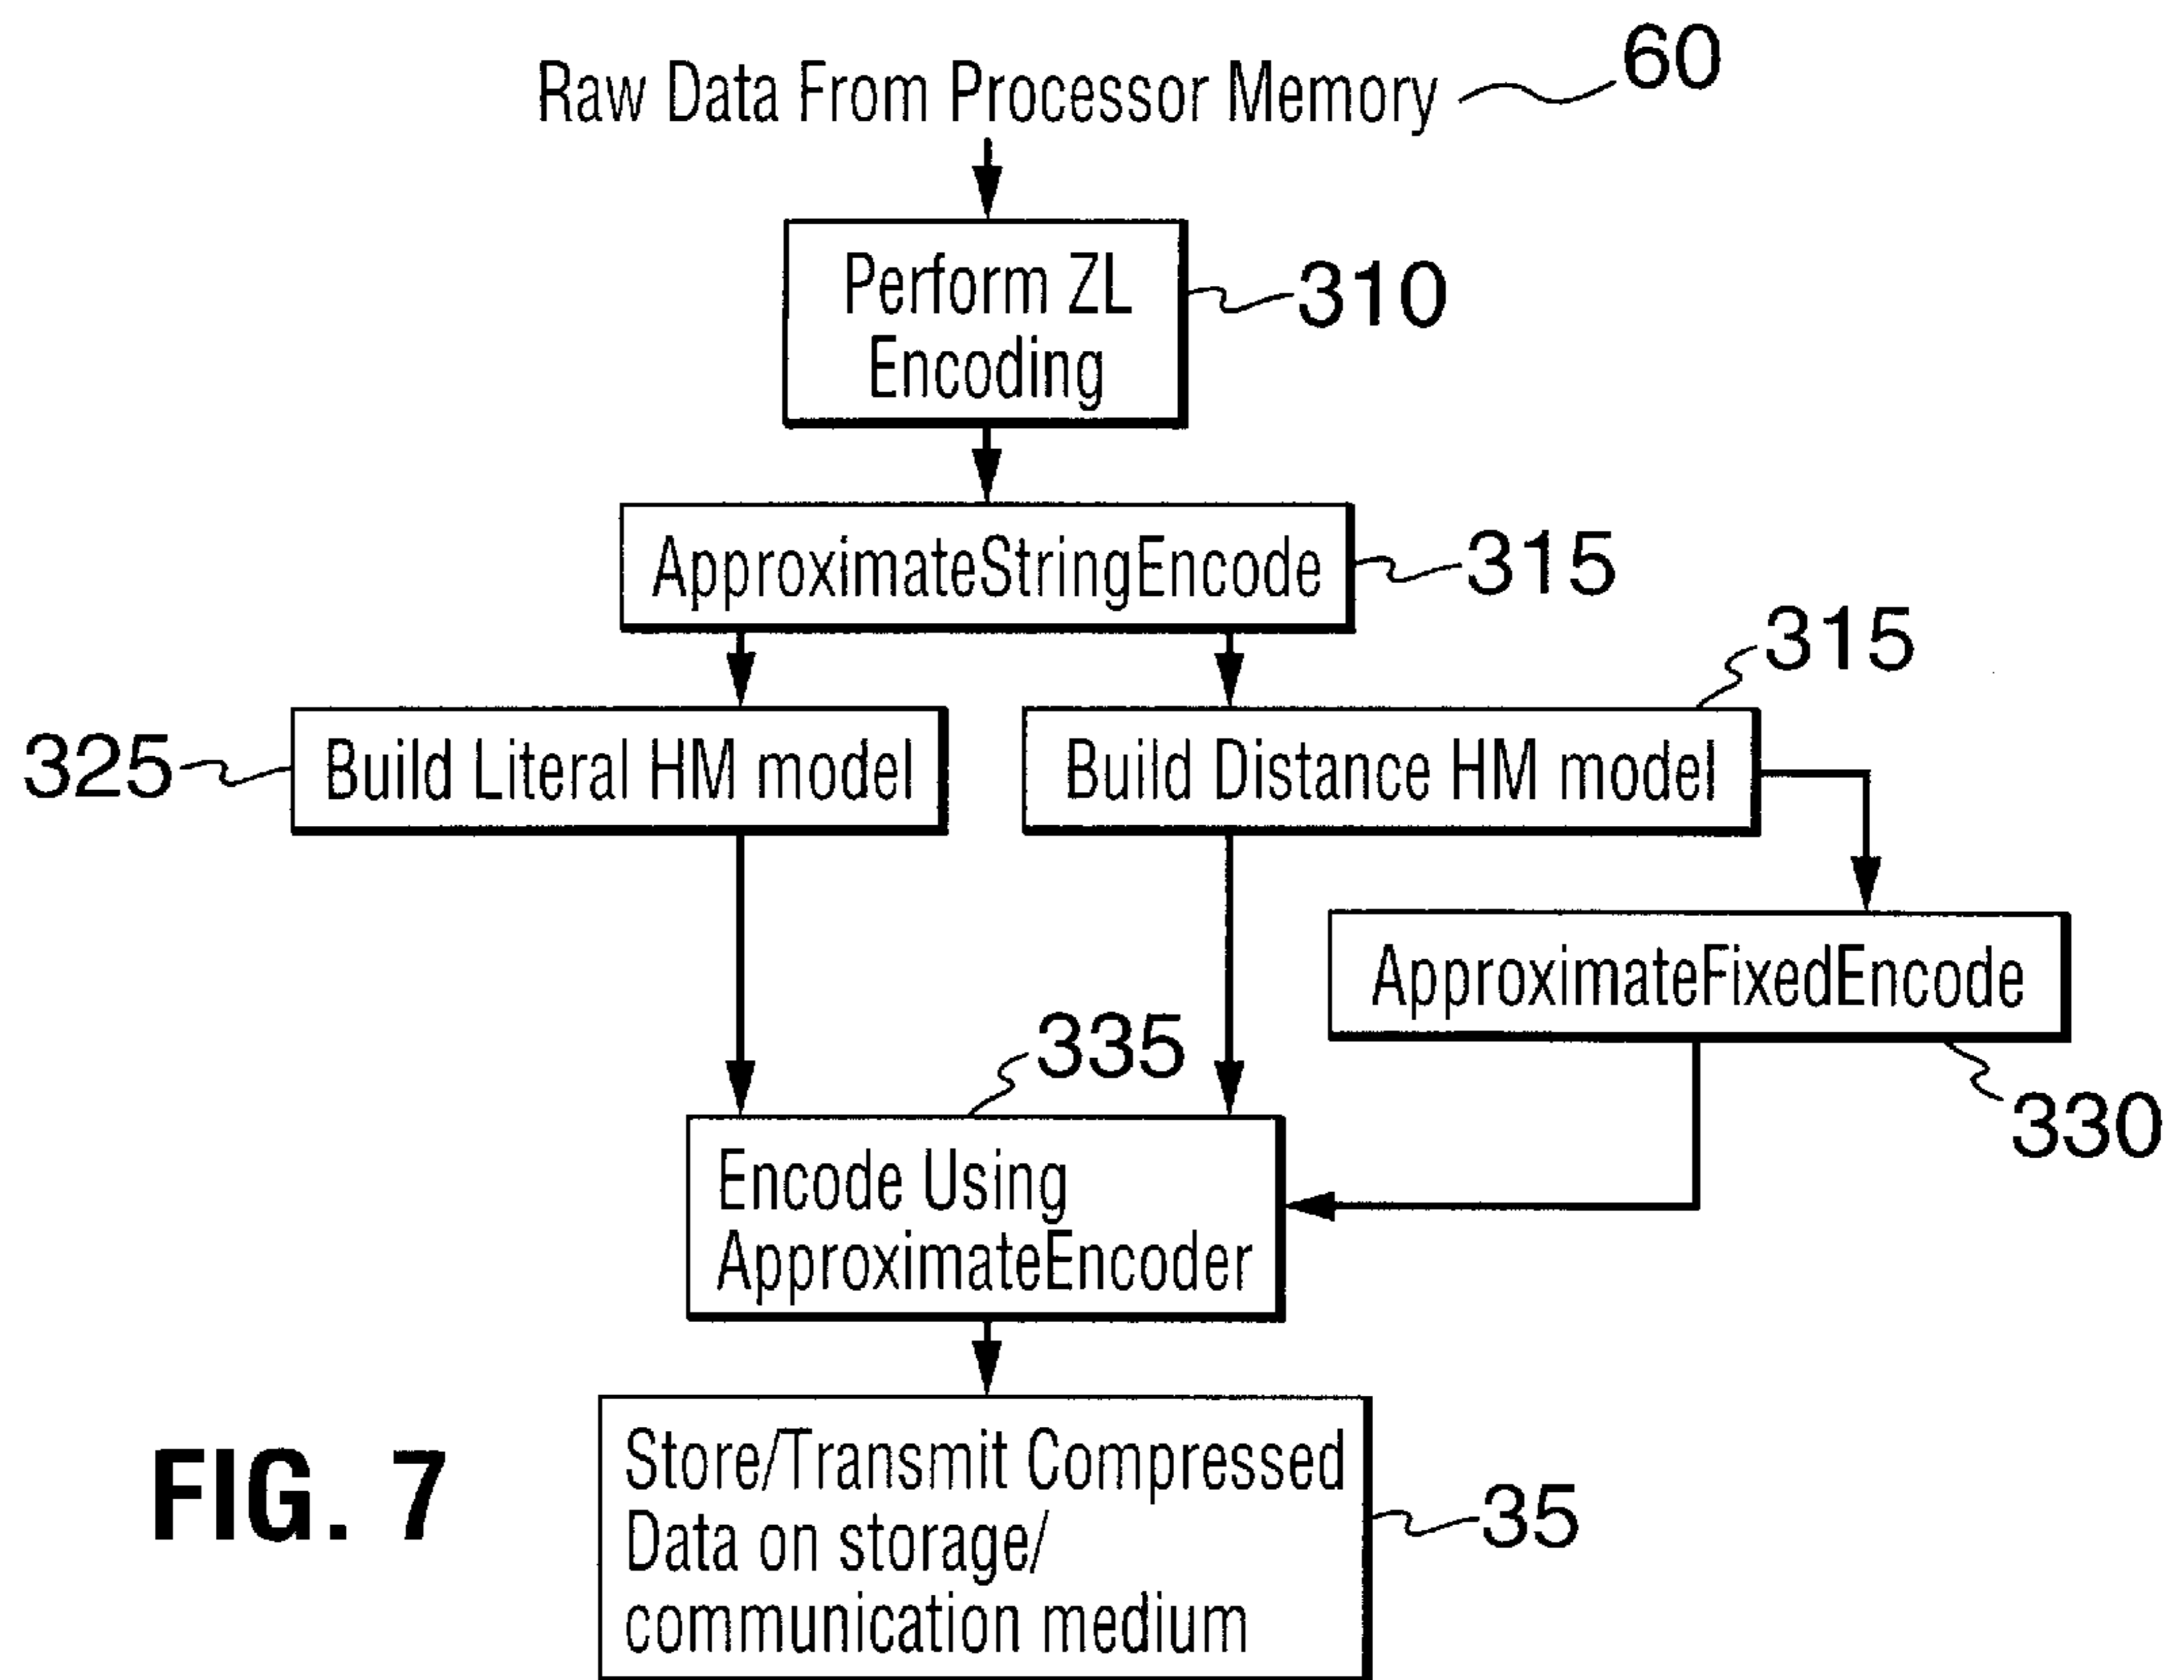 Raw Data From Processor Memory
60
Perform ZL
Encoding
310
ApproximateStringEncode
315
315
325
Build Literal HM model
Build Distance HM model
ApproximateFixedEncode
330
335
Encode Using
ApproximateEncoder
Store/Transmit Compressed
Data on storage/
communication medium
35
FIG. 7